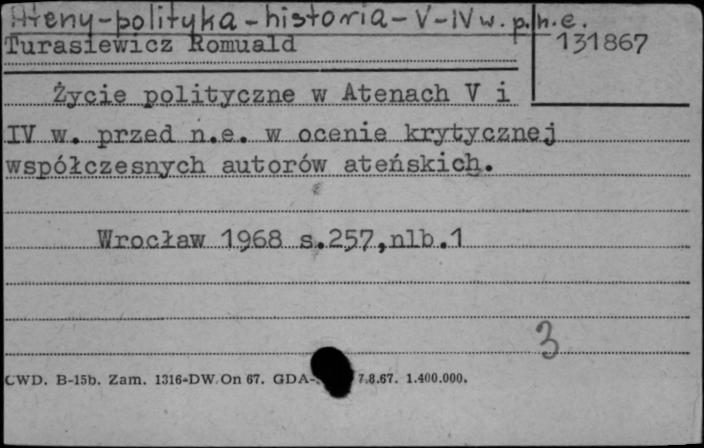 Ateny-polityka-historia-V-IV w. p.n.e.
Turasiewicz Romuald
131867
Życie polityczne w Atenach V i
IV w. przed n.e. w ocenie krytycznej
współczesnych autorów ateńskich.
Wrocław 1968 s.257,nlb.1
3
CWD. B-15b. Zam. 1316-DW On 67. GDA- 7.8.67. 1.400.000.